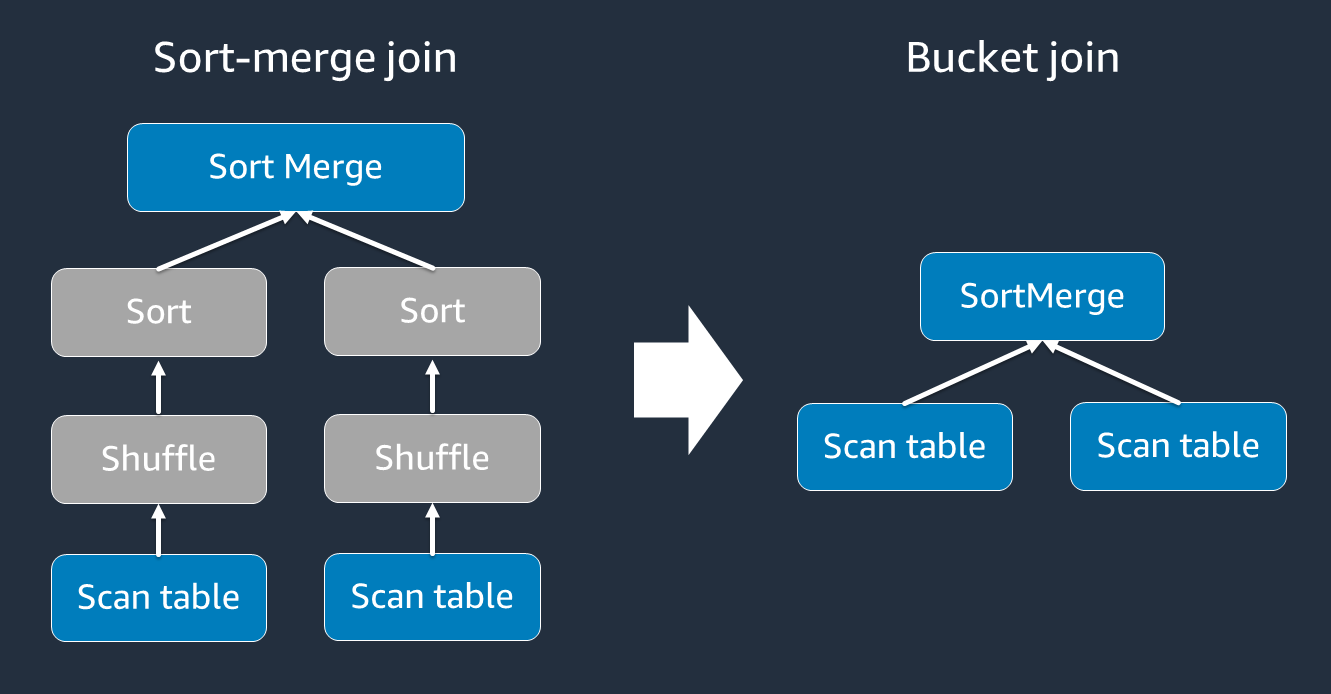 Sort-merge join
Sort Merge
Sort
Sort
Shuffle
Shuffle
Scan table
Scan table
Bucket join
SortMerge
Scan table
Scan table